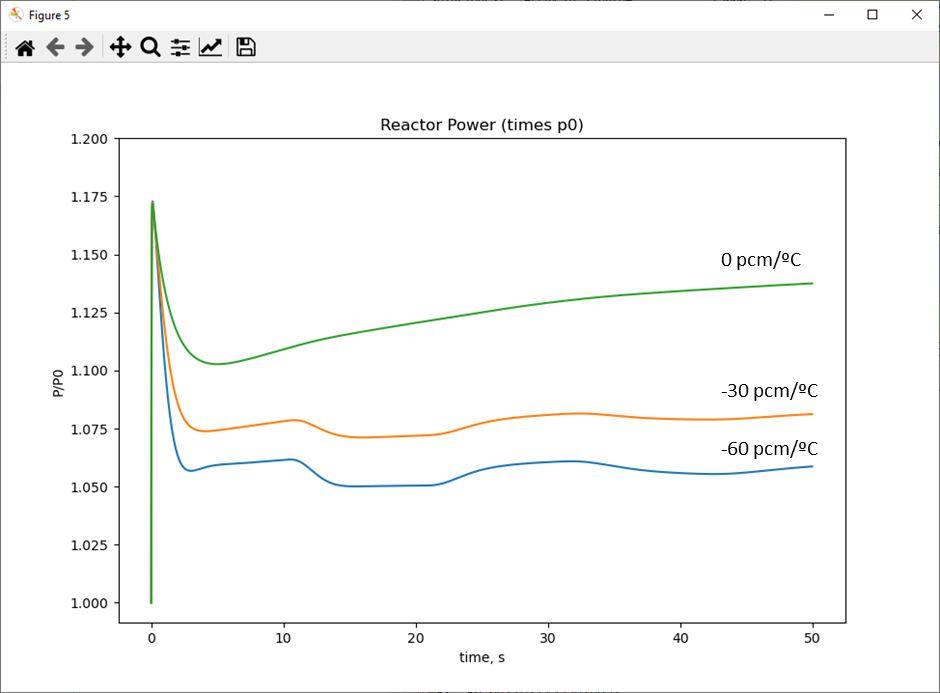 Figure 5
Reactor Power (times p0)
1.200
1.175
1.150
1.125
1.100
1.075
1.050
1.025
1.000
P/P0
0 pcm/ºC
-30 pcm/ºC
-60 pcm/ºC
0 10 20 30 40 50
time, s